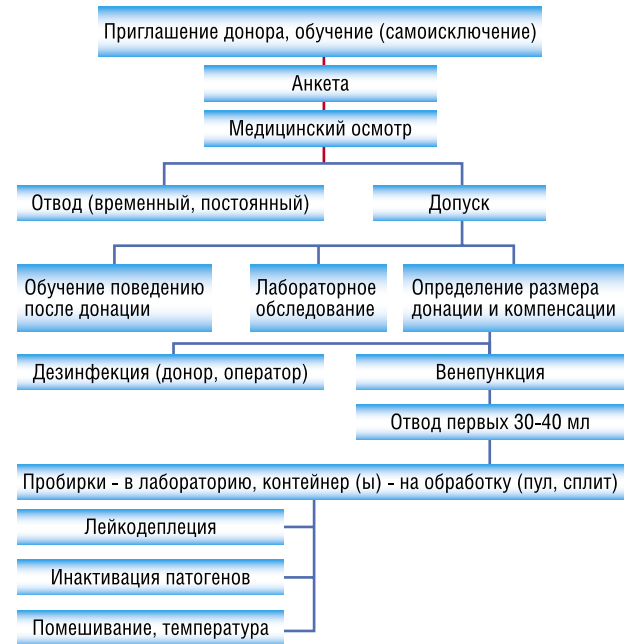 Приглашение донора, обучение (самоисключение)
Анкета
Медицинский осмотр
Отвод (временный, постоянный)
Допуск
Обучение поведению
после донации
Лабораторное
обследование
Определение размера
донации и компенсации
Дезинфекция (донор, оператор)
Венепункция
Отвод первых 30-40 мл
Пробирки - в лабораторию, контейнер (ы) - на обработку (пул, сплит)
Лейкодеплеция
Инактивация патогенов
Помешивание, температура